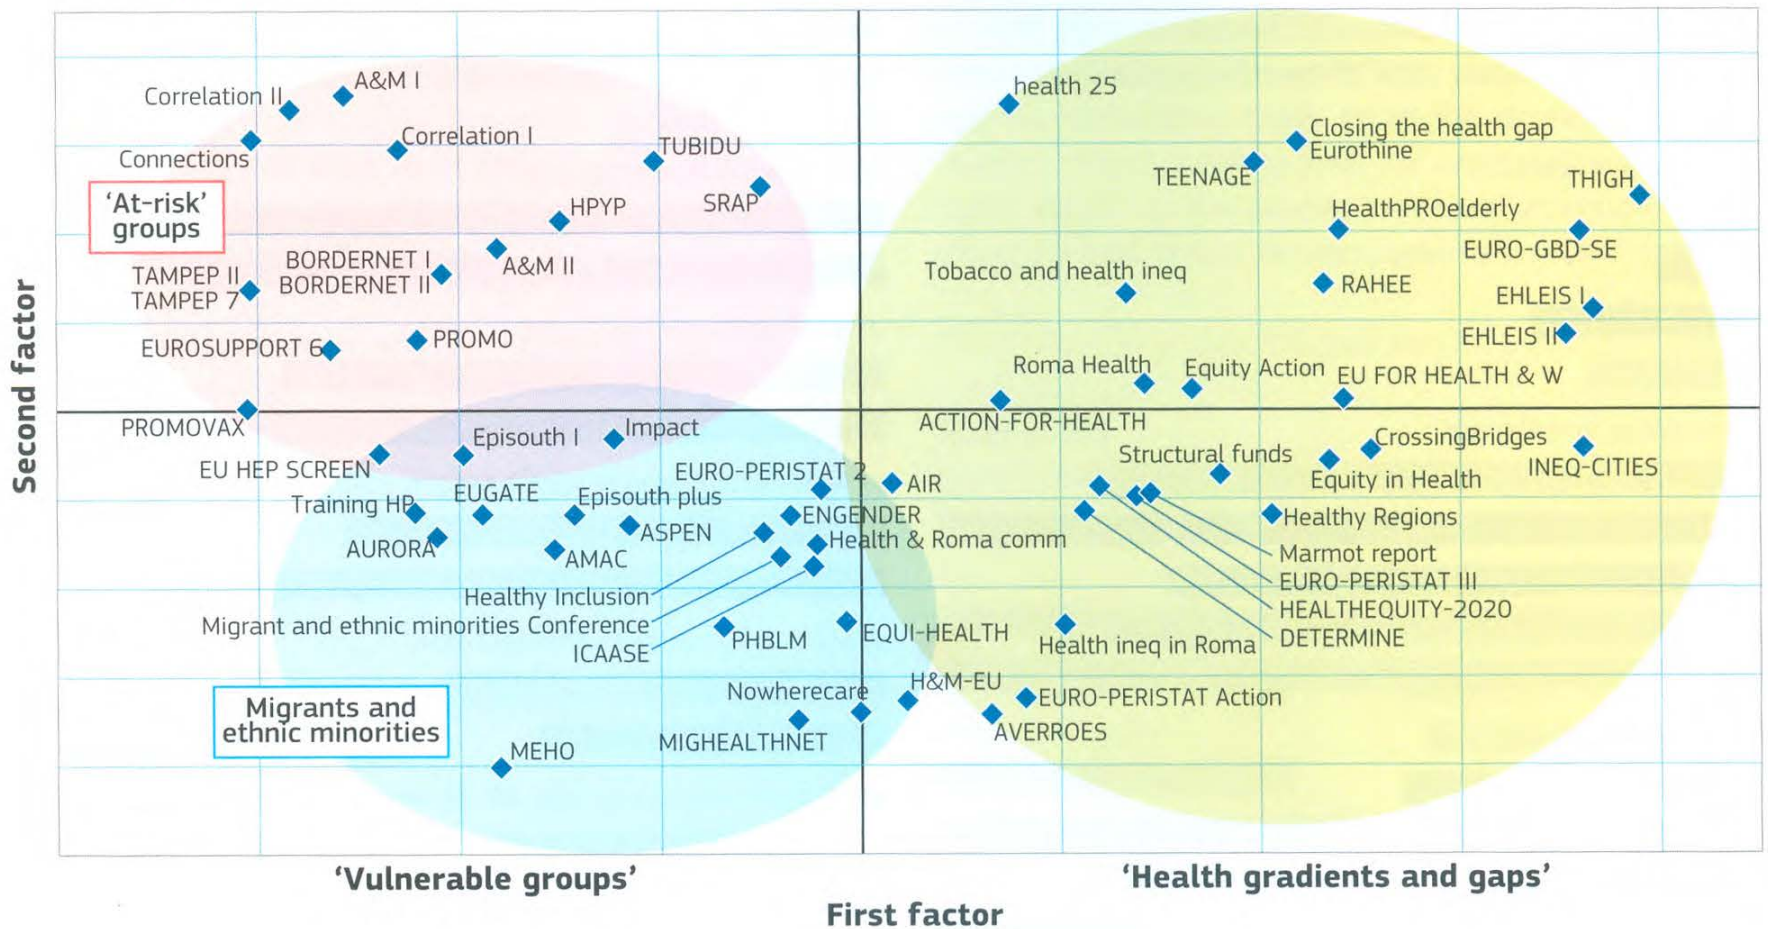 health 25
A&M I
Correlation II
Correlation I
Closing the health gap
Eurothine
Connections
TUBIDU
TEENAGE
THIGH
'At-risk'
groups
SRAP
HPYP
HealthPROelderly
EURO-GBD-SE
BORDERNET I
BORDERNET II
A&M II
TAMPEP II
TAMPEP 7
Tobacco and health ineq
RAHEE
EHLEIS I
EHLEIS II
EUROSUPPORT 6
PROMO
Roma Health
Equity Action
EU FOR HEALTH & W
PROMOVAX
ACTION-FOR-HEALTH
Episouth I
Impact
CrossingBridges
Structural funds
INEQ-CITIES
EU HEP SCREEN
EURO-PERISTAT 2
AIR
Equity in Health
Training HP
EUGATE
Episouth plus
ENGENDER
Healthy Regions
ASPEN
AURORA
AMAC
Health & Roma comm
Marmot report
EURO-PERISTAT III
HEALTHEQUITY-2020
DETERMINE
Healthy Inclusion
Migrant and ethnic minorities Conference
ICAASE
PHBLM
EQUI-HEALTH
Health ineq in Roma
Nowherecare
H&M-EU
EURO-PERISTAT Action
Migrants and
ethnic minorities
MIGHEALTHNET
AVERROES
MEHO
Second factor
'Vulnerable groups'
'Health gradients and gaps'
First factor